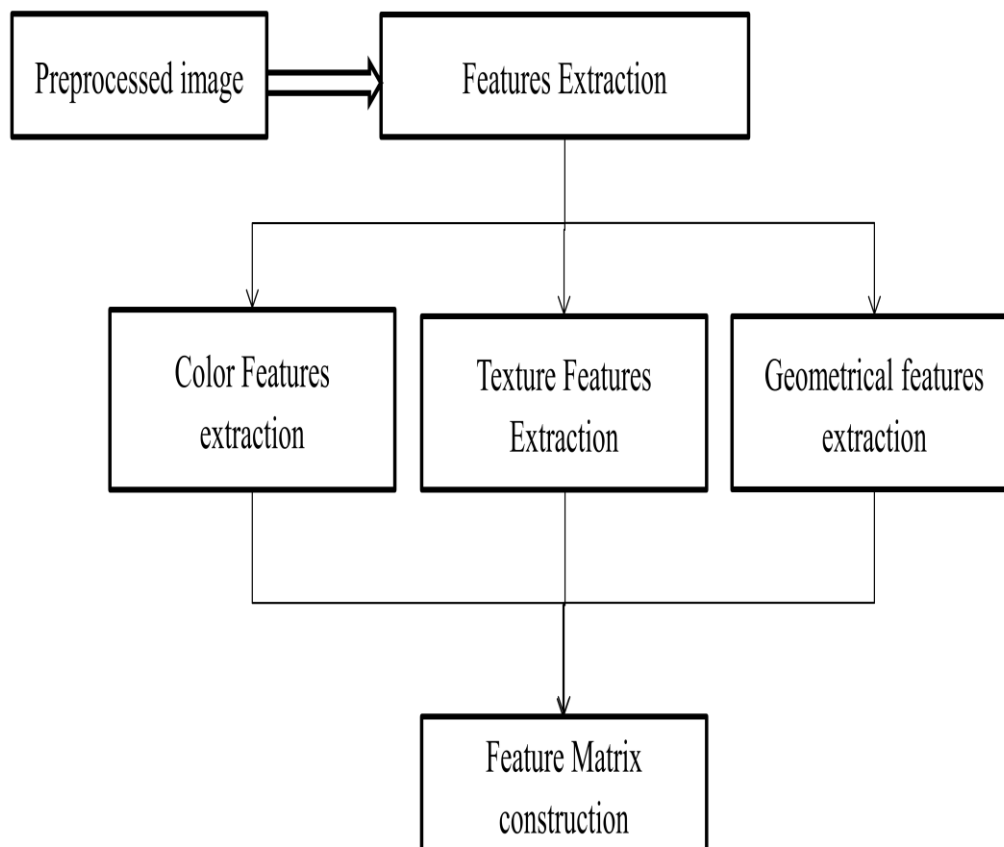 Preprocessed image
Features Extraction
Color Features
extraction
Texture Features
Extraction
Geometrical features
extraction
Feature Matrix
construction